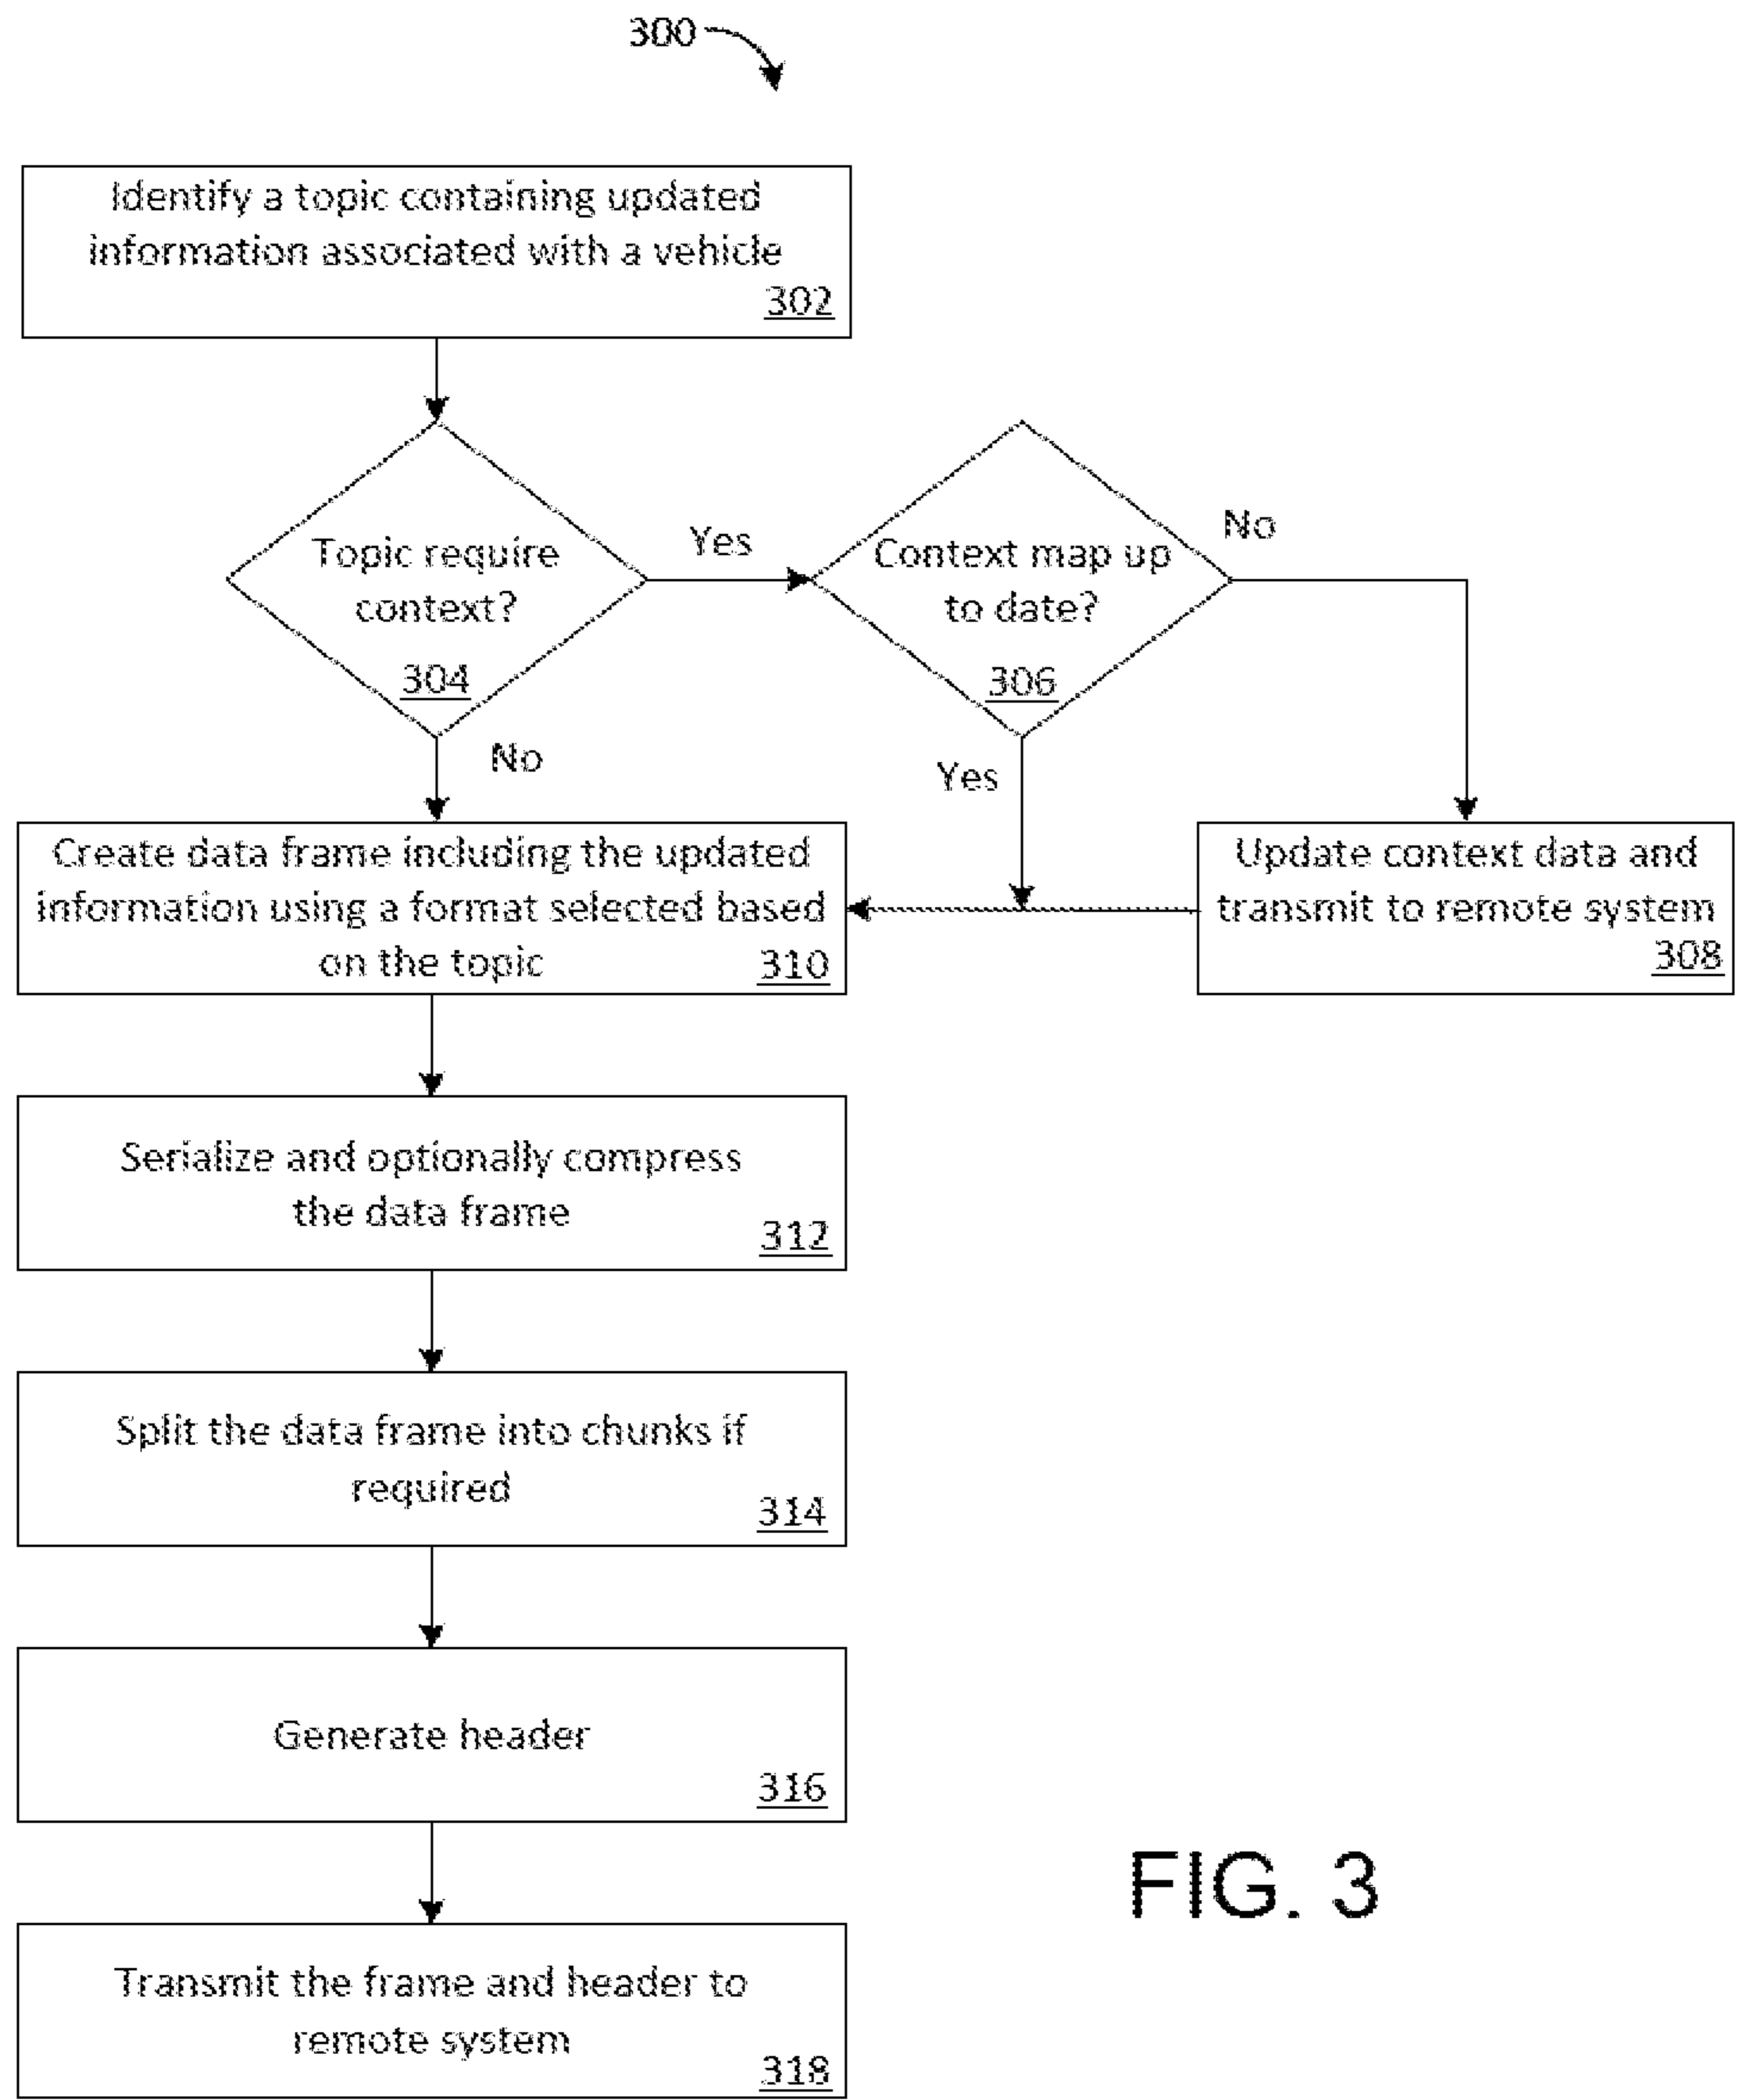 300
Identify a topic containing updated
information associated with a vehicle
302
Topic require
context?
304
Yes
Context map up
to date?
306
No
No
Yes
Create data frame including the updated
information using a format selected based
on the topic
310
Update context data and
transmit to remote system
308
Serialize and optionally compress
the data frame
312
Split the data frame into chunks if
required
314
Generate header
316
Transmit the frame and header to
remote system
318
FIG. 3